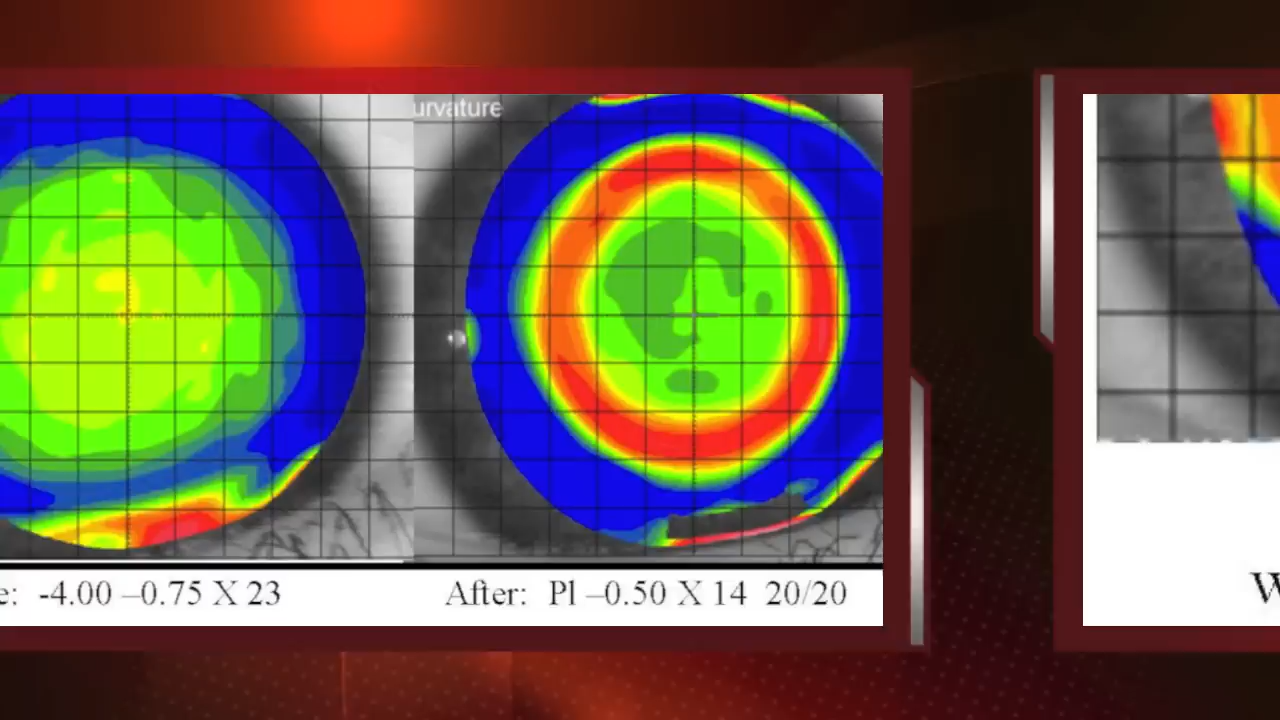 urvature
e: -4.00 –0.75 X 23
After: Pl –0.50 X 14 20/20
W